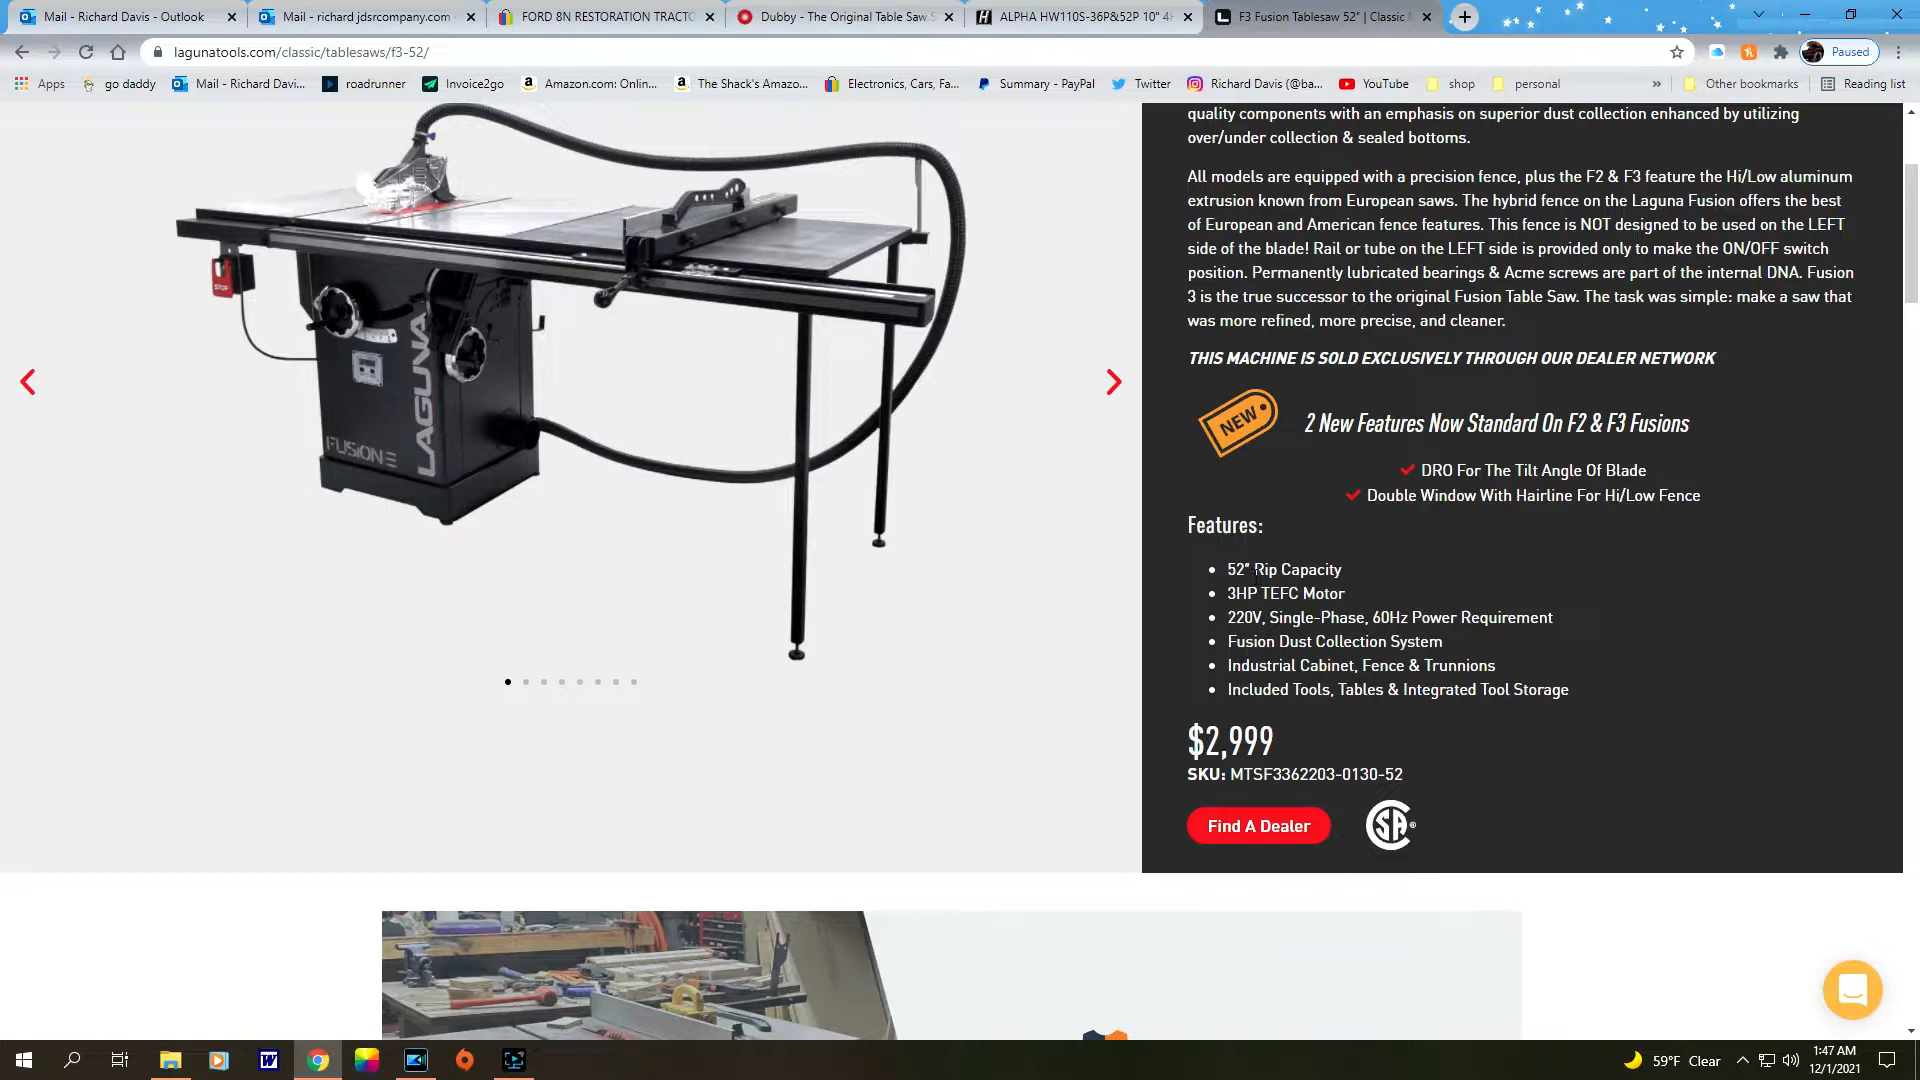 Mail - Richard Davis - Outlook
Mail - richard jdsrcompany.com
FORD 8N RESTORATION TRACTO
Dubby - The Original Table Saw S
ALPHA HW110S-36P&52P 10" 4H
F3 Fusion Tablesaw 52" | Classic
lagunatools.com/classic/tablesaws/f3-52/
Paused
Apps
go daddy
Mail - Richard Davi...
roadrunner
Invoice2go
Amazon.com: Onlin...
The Shack's Amazo...
Electronics, Cars, Fa...
Summary - PayPal
Twitter
Richard Davis (@ba...
YouTube
shop
personal
Other bookmarks
Reading list
quality components with an emphasis on superior dust collection enhanced by utilizing
over/under collection & sealed bottoms.
All models are equipped with a precision fence, plus the F2 & F3 feature the Hi/Low aluminum
extrusion known from European saws. The hybrid fence on the Laguna Fusion offers the best
of European and American fence features. This fence is NOT designed to be used on the LEFT
side of the blade! Rail or tube on the LEFT side is provided only to make the ON/OFF switch
position. Permanently lubricated bearings & Acme screws are part of the internal DNA. Fusion
3 is the true successor to the original Fusion Table Saw. The task was simple: make a saw that
was more refined, more precise, and cleaner.
THIS MACHINE IS SOLD EXCLUSIVELY THROUGH OUR DEALER NETWORK
NEW
2 New Features Now Standard On F2 & F3 Fusions
DRO For The Tilt Angle Of Blade
Double Window With Hairline For Hi/Low Fence
Features:
52" Rip Capacity
3HP TEFC Motor
220V, Single-Phase, 60Hz Power Requirement
Fusion Dust Collection System
Industrial Cabinet, Fence & Trunnions
Included Tools, Tables & Integrated Tool Storage
$2,999
SKU: MTSF3362203-0130-52
Find A Dealer
STOP
LAGUNA
FUSION
59°F Clear
1:47 AM
12/1/2021